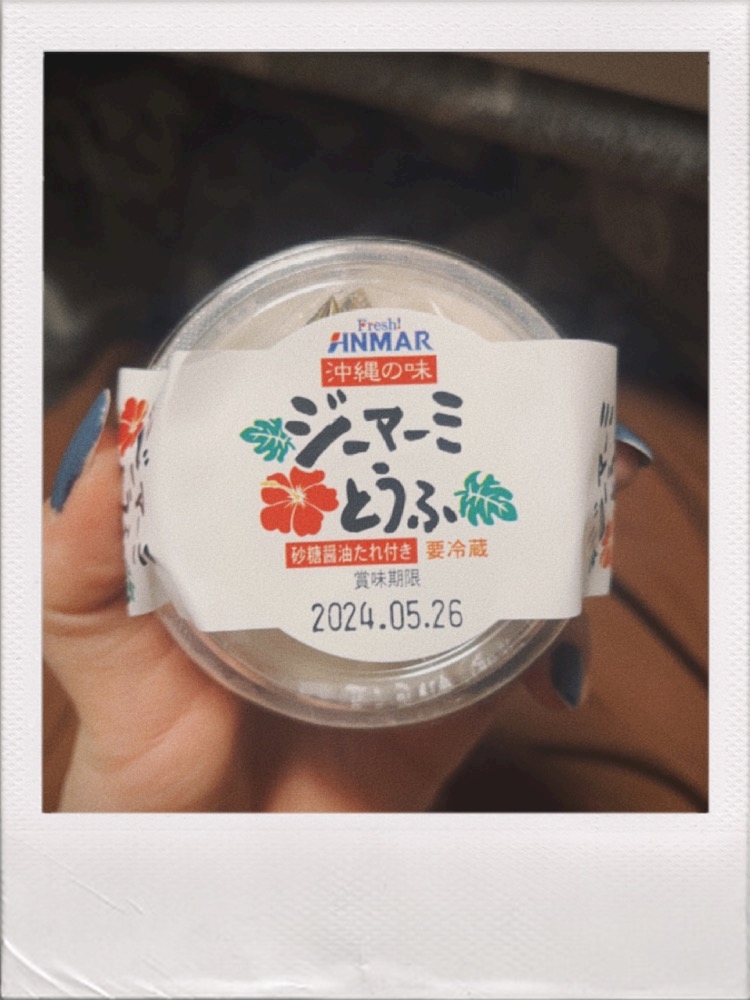 Fresh!
HNMAR
沖縄の味
ジーマーミ
とうふ
砂糖醤油たれ付き 要冷蔵
賞味期限
2024.05.26